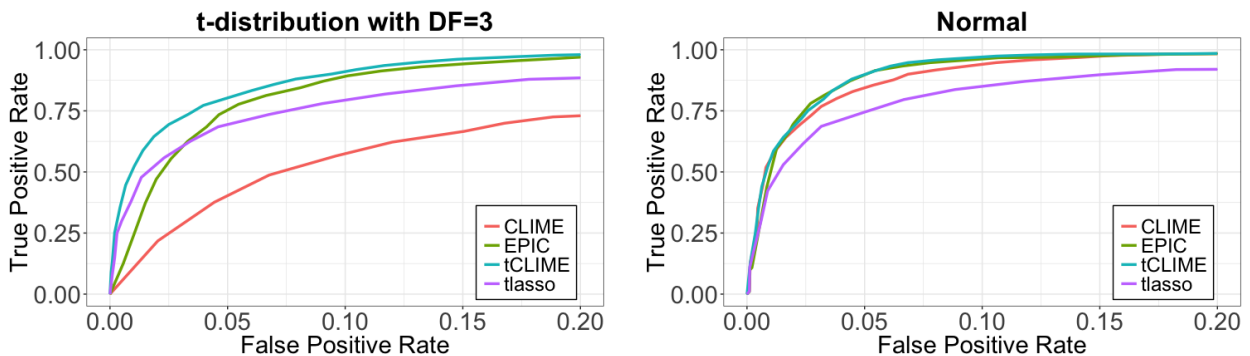 t-distribution with DF=3
True Positive Rate
1.00
0.75
0.50
0.25
0.00
CLIME
EPIC
tCLIME
tlasso
0.00 0.05 0.10 0.15 0.20
False Positive Rate
Normal
True Positive Rate
1.00
0.75
0.50
0.25
0.00
CLIME
EPIC
tCLIME
tlasso
0.00 0.05 0.10 0.15 0.20
False Positive Rate